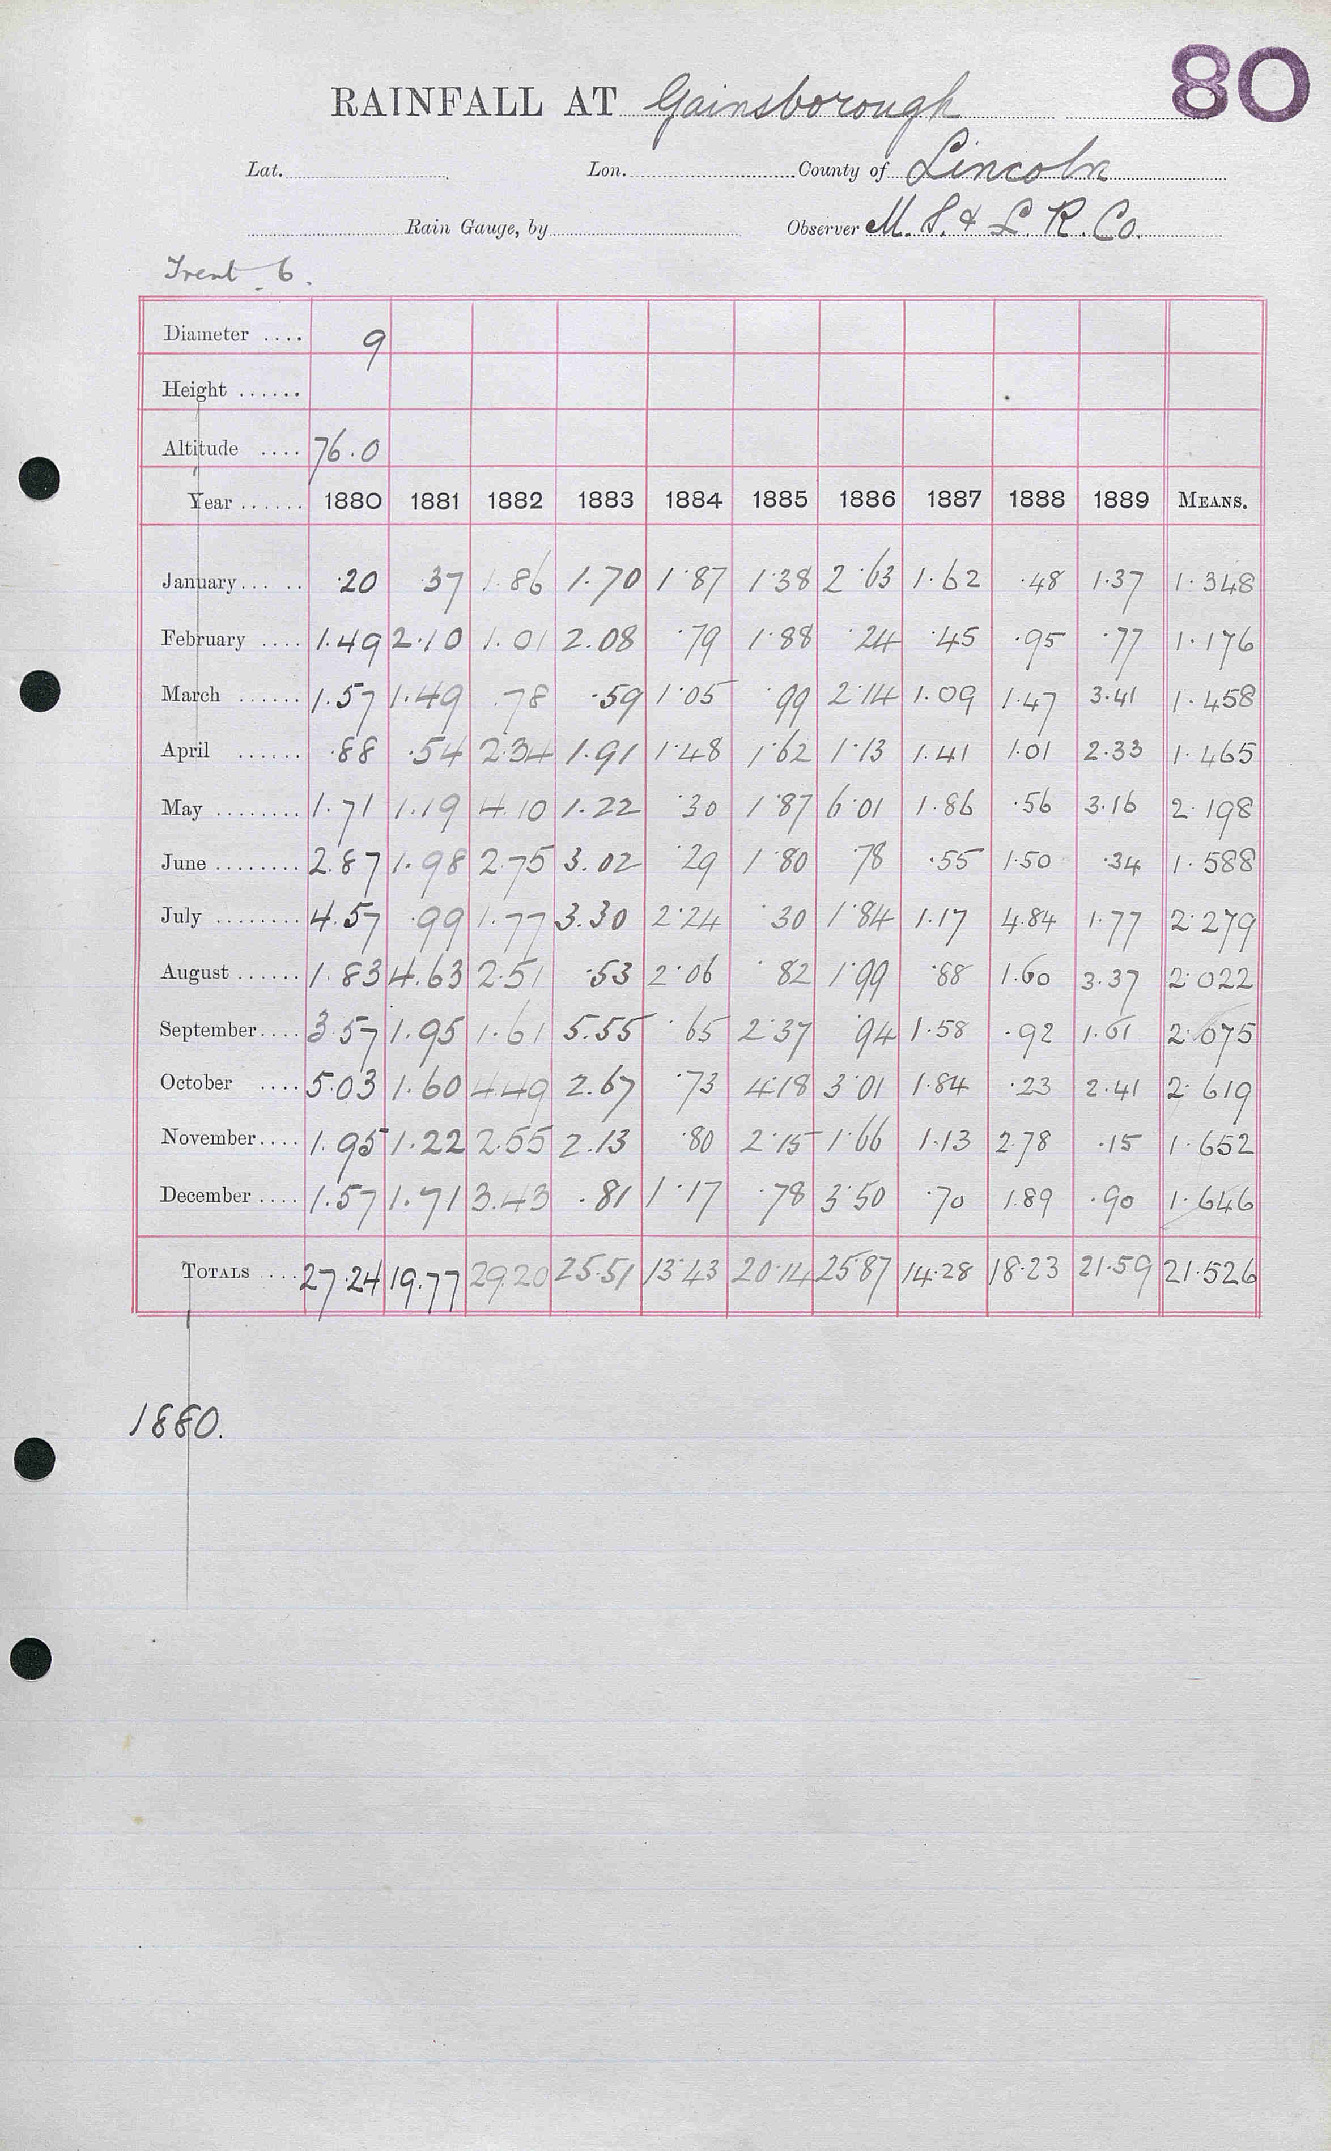 80
RAINFALL AT Gainsborough
Lat. Lon. County of Lincoln
Rain Gauge, by Observer M. S. & L. R. Co.
Trent 6.
Diameter .... 9
Height ......
Altitude .... 76.0
Year ...... 1880 1881 1882 1883 1884 1885 1886 1887 1888 1889 MEANS.
January...... .20 .37 1.86 1.70 1.87 1.38 2.63 1.62 .48 1.37 1.348
February .... 1.49 2.10 1.01 2.08 .79 1.88 .24 .45 .95 .77 1.176
March ...... 1.57 1.49 .78 .59 1.05 .99 2.14 1.09 1.47 3.41 1.458
April ...... .88 .54 2.34 1.91 1.48 1.62 1.13 1.41 1.01 2.33 1.465
May ........ 1.71 1.19 4.10 1.22 .30 1.87 6.01 1.86 .56 3.16 2.198
June ........ 2.87 1.98 2.75 3.02 .29 1.80 .78 .55 1.50 .34 1.588
July ........ 4.57 .99 1.77 3.30 2.24 .30 1.84 1.17 4.84 1.77 2.279
August ...... 1.83 4.63 2.51 .53 2.06 .82 1.99 .88 1.60 3.37 2.022
September.... 3.57 1.95 1.61 5.55 .65 2.37 .94 1.58 .92 1.61 2.075
October .... 5.03 1.60 4.49 2.67 .73 4.18 3.01 1.84 .23 2.41 2.619
November.... 1.95 1.22 2.55 2.13 .80 2.15 1.66 1.13 2.78 .15 1.652
December .... 1.57 1.71 3.43 .81 1.17 .78 3.50 .70 1.89 .90 1.646
TOTALS .... 27.24 19.77 29.20 25.51 13.43 20.14 25.87 14.28 18.23 21.59 21.526
1880.